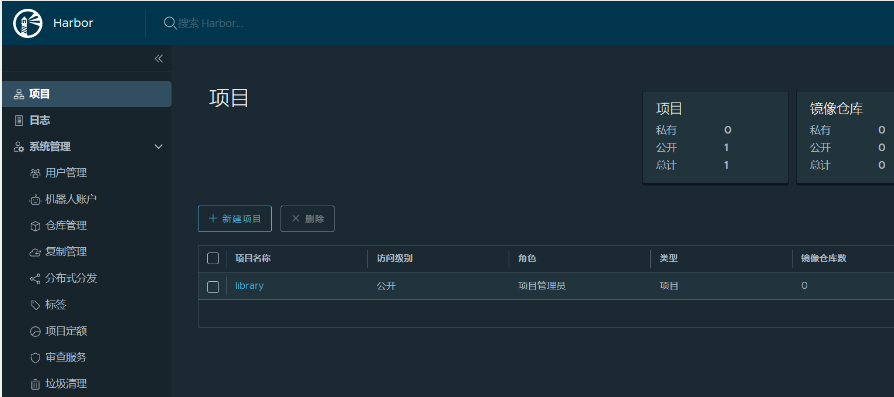 Harbor
搜索 Harbor...
项目
日志
系统管理
用户管理
机器人账户
仓库管理
复制管理
分布式分发
标签
项目定额
审查服务
垃圾清理
项目
项目
私有 0
公开 1
总计 1
镜像仓库
私有 0
公开 0
总计 0
新建项目
删除
项目名称 访问级别 角色 类型 镜像仓库数
library 公开 项目管理员 项目 0